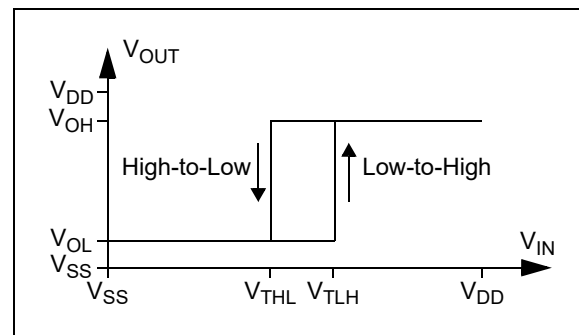 VOUT
VDD
VOH
High-to-Low
Low-to-High
VOL
VSS
VIN
VSS
VTHL
VTLH
VDD